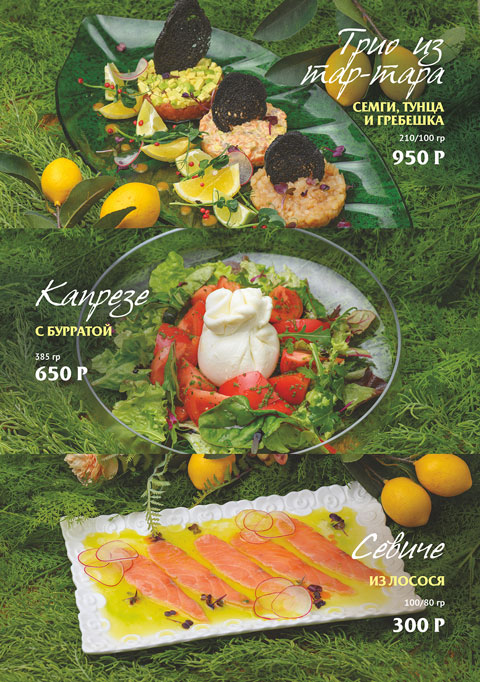 Трио из
тар-тара
СЕМГИ, ТУНЦА
И ГРЕБЕШКА
210/100 гр
950 Р
Капрезе
С БУРРАТОЙ
385 гр
650 Р
Севиче
ИЗ ЛОСОСЯ
100/80 гр
300 Р